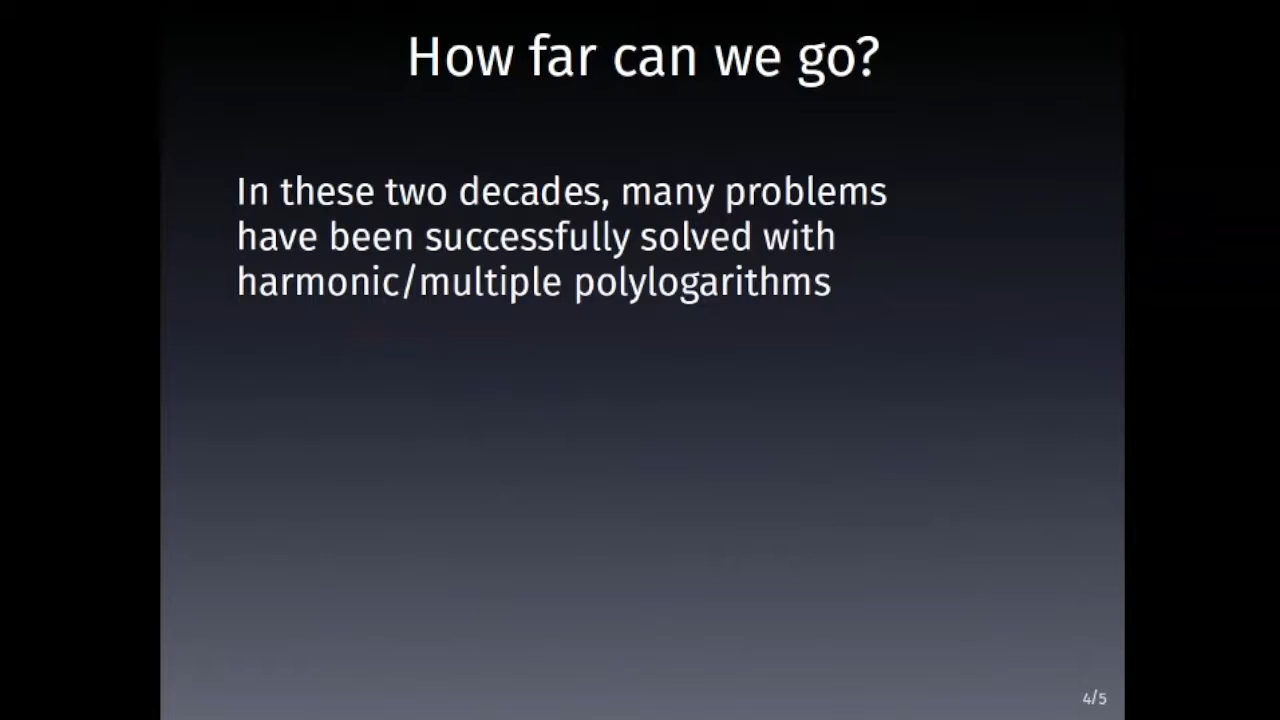 How far can we go?
In these two decades, many problems
have been successfully solved with
harmonic/multiple polylogarithms
4/5